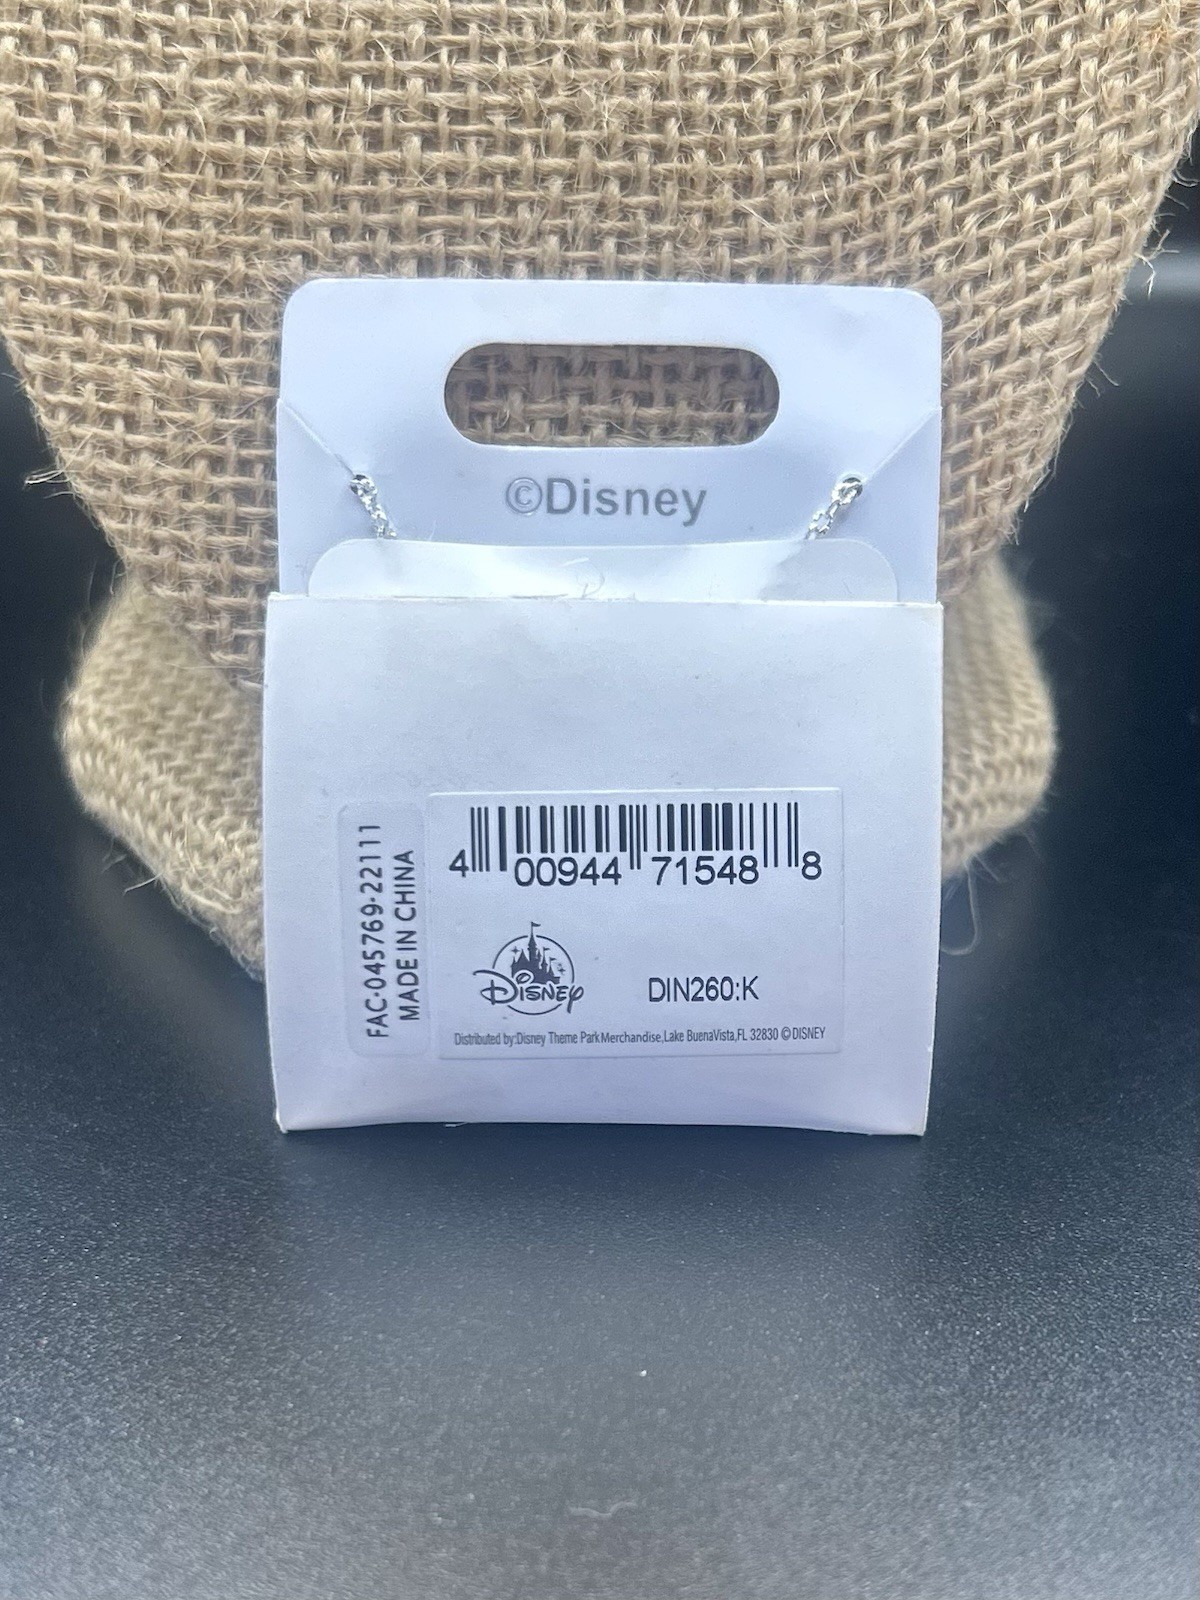 ©Disney
4 00944 71548 8
FAC-045769-22111
MADE IN CHINA
Disney
DIN260:K
Distributed by:Disney Theme Park Merchandise,Lake BuenaVista,FL 32830 ©DISNEY